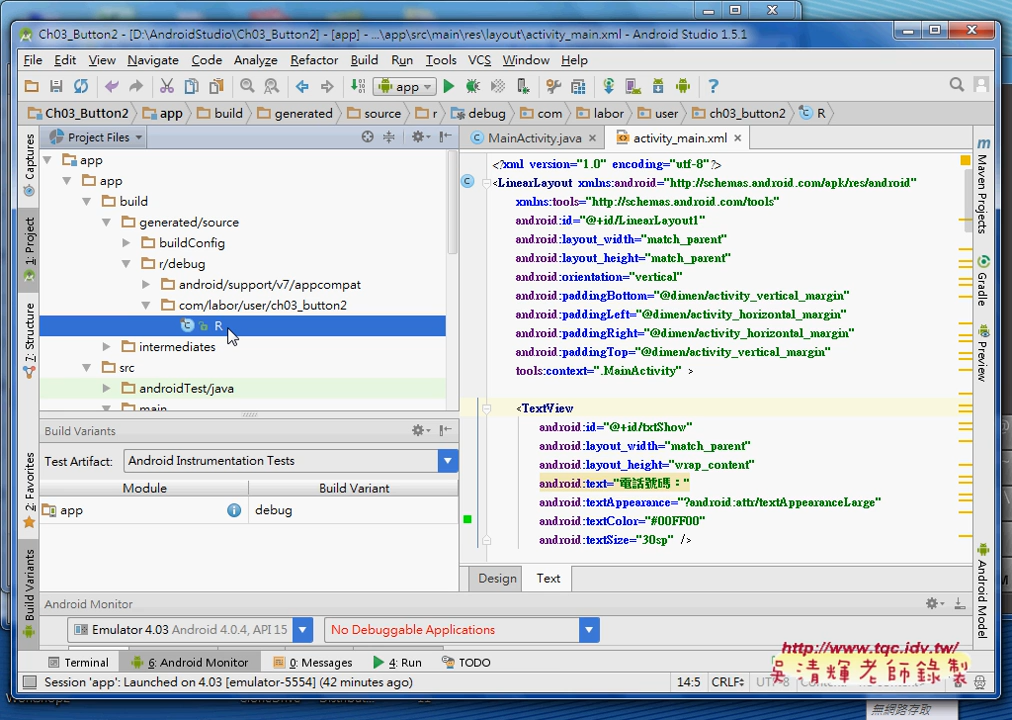 Ch03_Button2 - [D:\AndroidStudio\Ch03_Button2] - [app] - ...\app\src\main\res\layout\activity_main.xml - Android Studio 1.5.1
File Edit View Navigate Code Analyze Refactor Build Run Tools VCS Window Help
app
Ch03_Button2 app build generated source r debug com labor user ch03_button2 R
Captures
1: Project
7: Structure
2: Favorites
Build Variants
Project Files
app
app
build
generated/source
buildConfig
r/debug
android/support/v7/appcompat
com/labor/user/ch03_button2
R
intermediates
src
androidTest/java
main
Build Variants
Test Artifact: Android Instrumentation Tests
Module Build Variant
app debug
MainActivity.java activity_main.xml
<?xml version="1.0" encoding="utf-8"?>
<LinearLayout xmlns:android="http://schemas.android.com/apk/res/android"
xmlns:tools="http://schemas.android.com/tools"
android:id="@+id/LinearLayout1"
android:layout_width="match_parent"
android:layout_height="match_parent"
android:orientation="vertical"
android:paddingBottom="@dimen/activity_vertical_margin"
android:paddingLeft="@dimen/activity_horizontal_margin"
android:paddingRight="@dimen/activity_horizontal_margin"
android:paddingTop="@dimen/activity_vertical_margin"
tools:context=".MainActivity" >
<TextView
android:id="@+id/txtShow"
android:layout_width="match_parent"
android:layout_height="wrap_content"
android:text="電話號碼："
android:textAppearance="?android:attr/textAppearanceLarge"
android:textColor="#00FF00"
android:textSize="30sp" />
Design Text
Maven Projects
Gradle
Preview
Android Model
Android Monitor
Emulator 4.03 Android 4.0.4, API 15 No Debuggable Applications
Terminal 6: Android Monitor 0: Messages 4: Run TODO
Session 'app': Launched on 4.03 [emulator-5554] (42 minutes ago) 14:5 CRLF÷ UTF-8
http://www.tqc.idv.tw/
吳清輝老師錄製
無網路存取